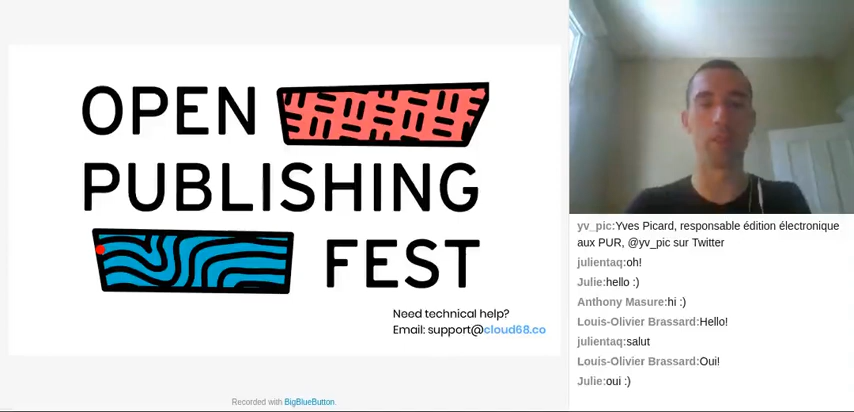 OPEN
PUBLISHING
FEST
Need technical help?
Email: support@cloud68.co
Recorded with BigBlueButton.
yv_pic:Yves Picard, responsable édition électronique
aux PUR, @yv_pic sur Twitter
julientaq:oh!
Julie:hello :)
Anthony Masure:hi :)
Louis-Olivier Brassard:Hello!
julientaq:salut
Louis-Olivier Brassard:Oui!
Julie:oui :)